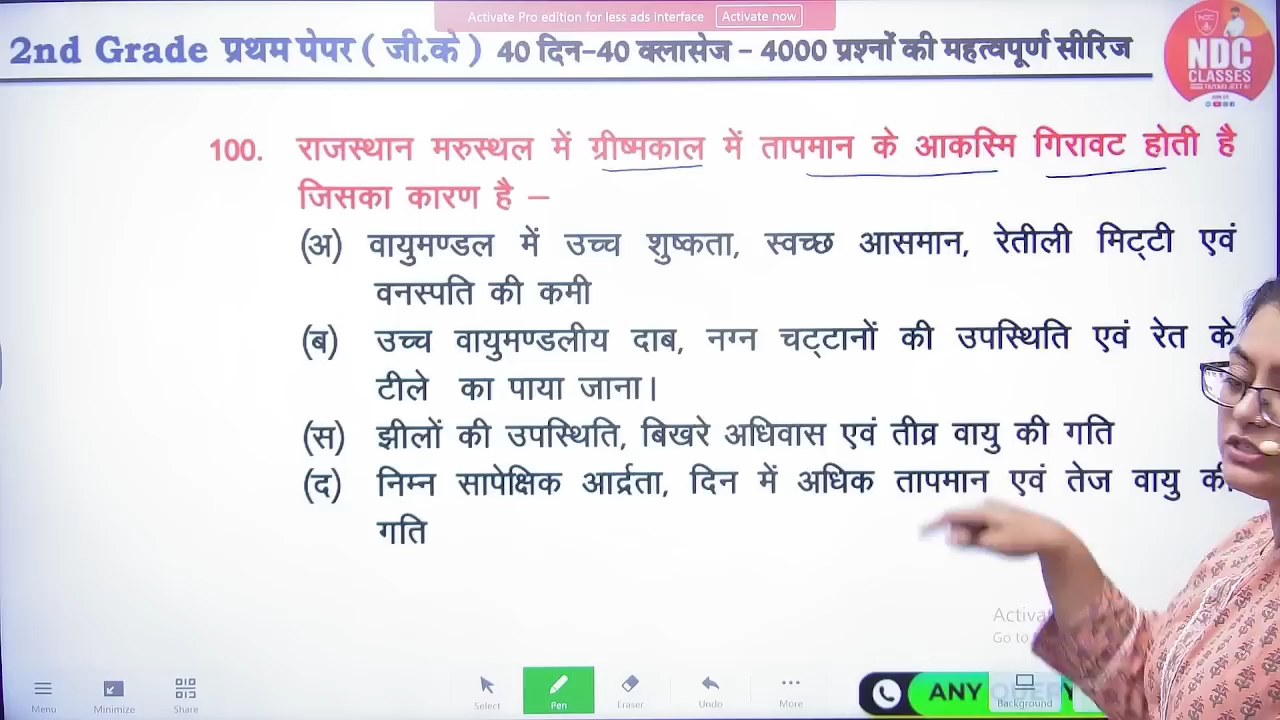 Activate Pro edition for less ads interface Activate now
2nd Grade प्रथम पेपर ( जी.के ) 40 दिन-40 क्लासेज – 4000 प्रश्नों की महत्वपूर्ण सीरिज
NDC
CLASSES
100. राजस्थान मरुस्थल में ग्रीष्मकाल में तापमान के आकस्मि गिरावट होती है
जिसका कारण है –
(अ) वायुमण्डल में उच्च शुष्कता, स्वच्छ आसमान, रेतीली मिट्टी एवं
वनस्पति की कमी
(ब) उच्च वायुमण्डलीय दाब, नग्न चट्टानों की उपस्थिति एवं रेत के
टीले का पाया जाना।
(स) झीलों की उपस्थिति, बिखरे अधिवास एवं तीव्र वायु की गति
(द) निम्न सापेक्षिक आर्द्रता, दिन में अधिक तापमान एवं तेज वायु की
गति
Go to
Menu Minimize Share Select Pen Eraser Undo More Background
ANY QUERY